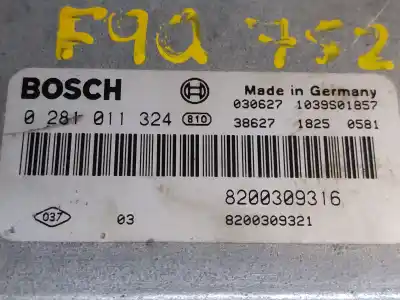 F9Q 752
BOSCH
Made in Germany
0 281 011 324 810
030627 1039S01857
38627 1825 0581
8200309316
037 03 8200309321